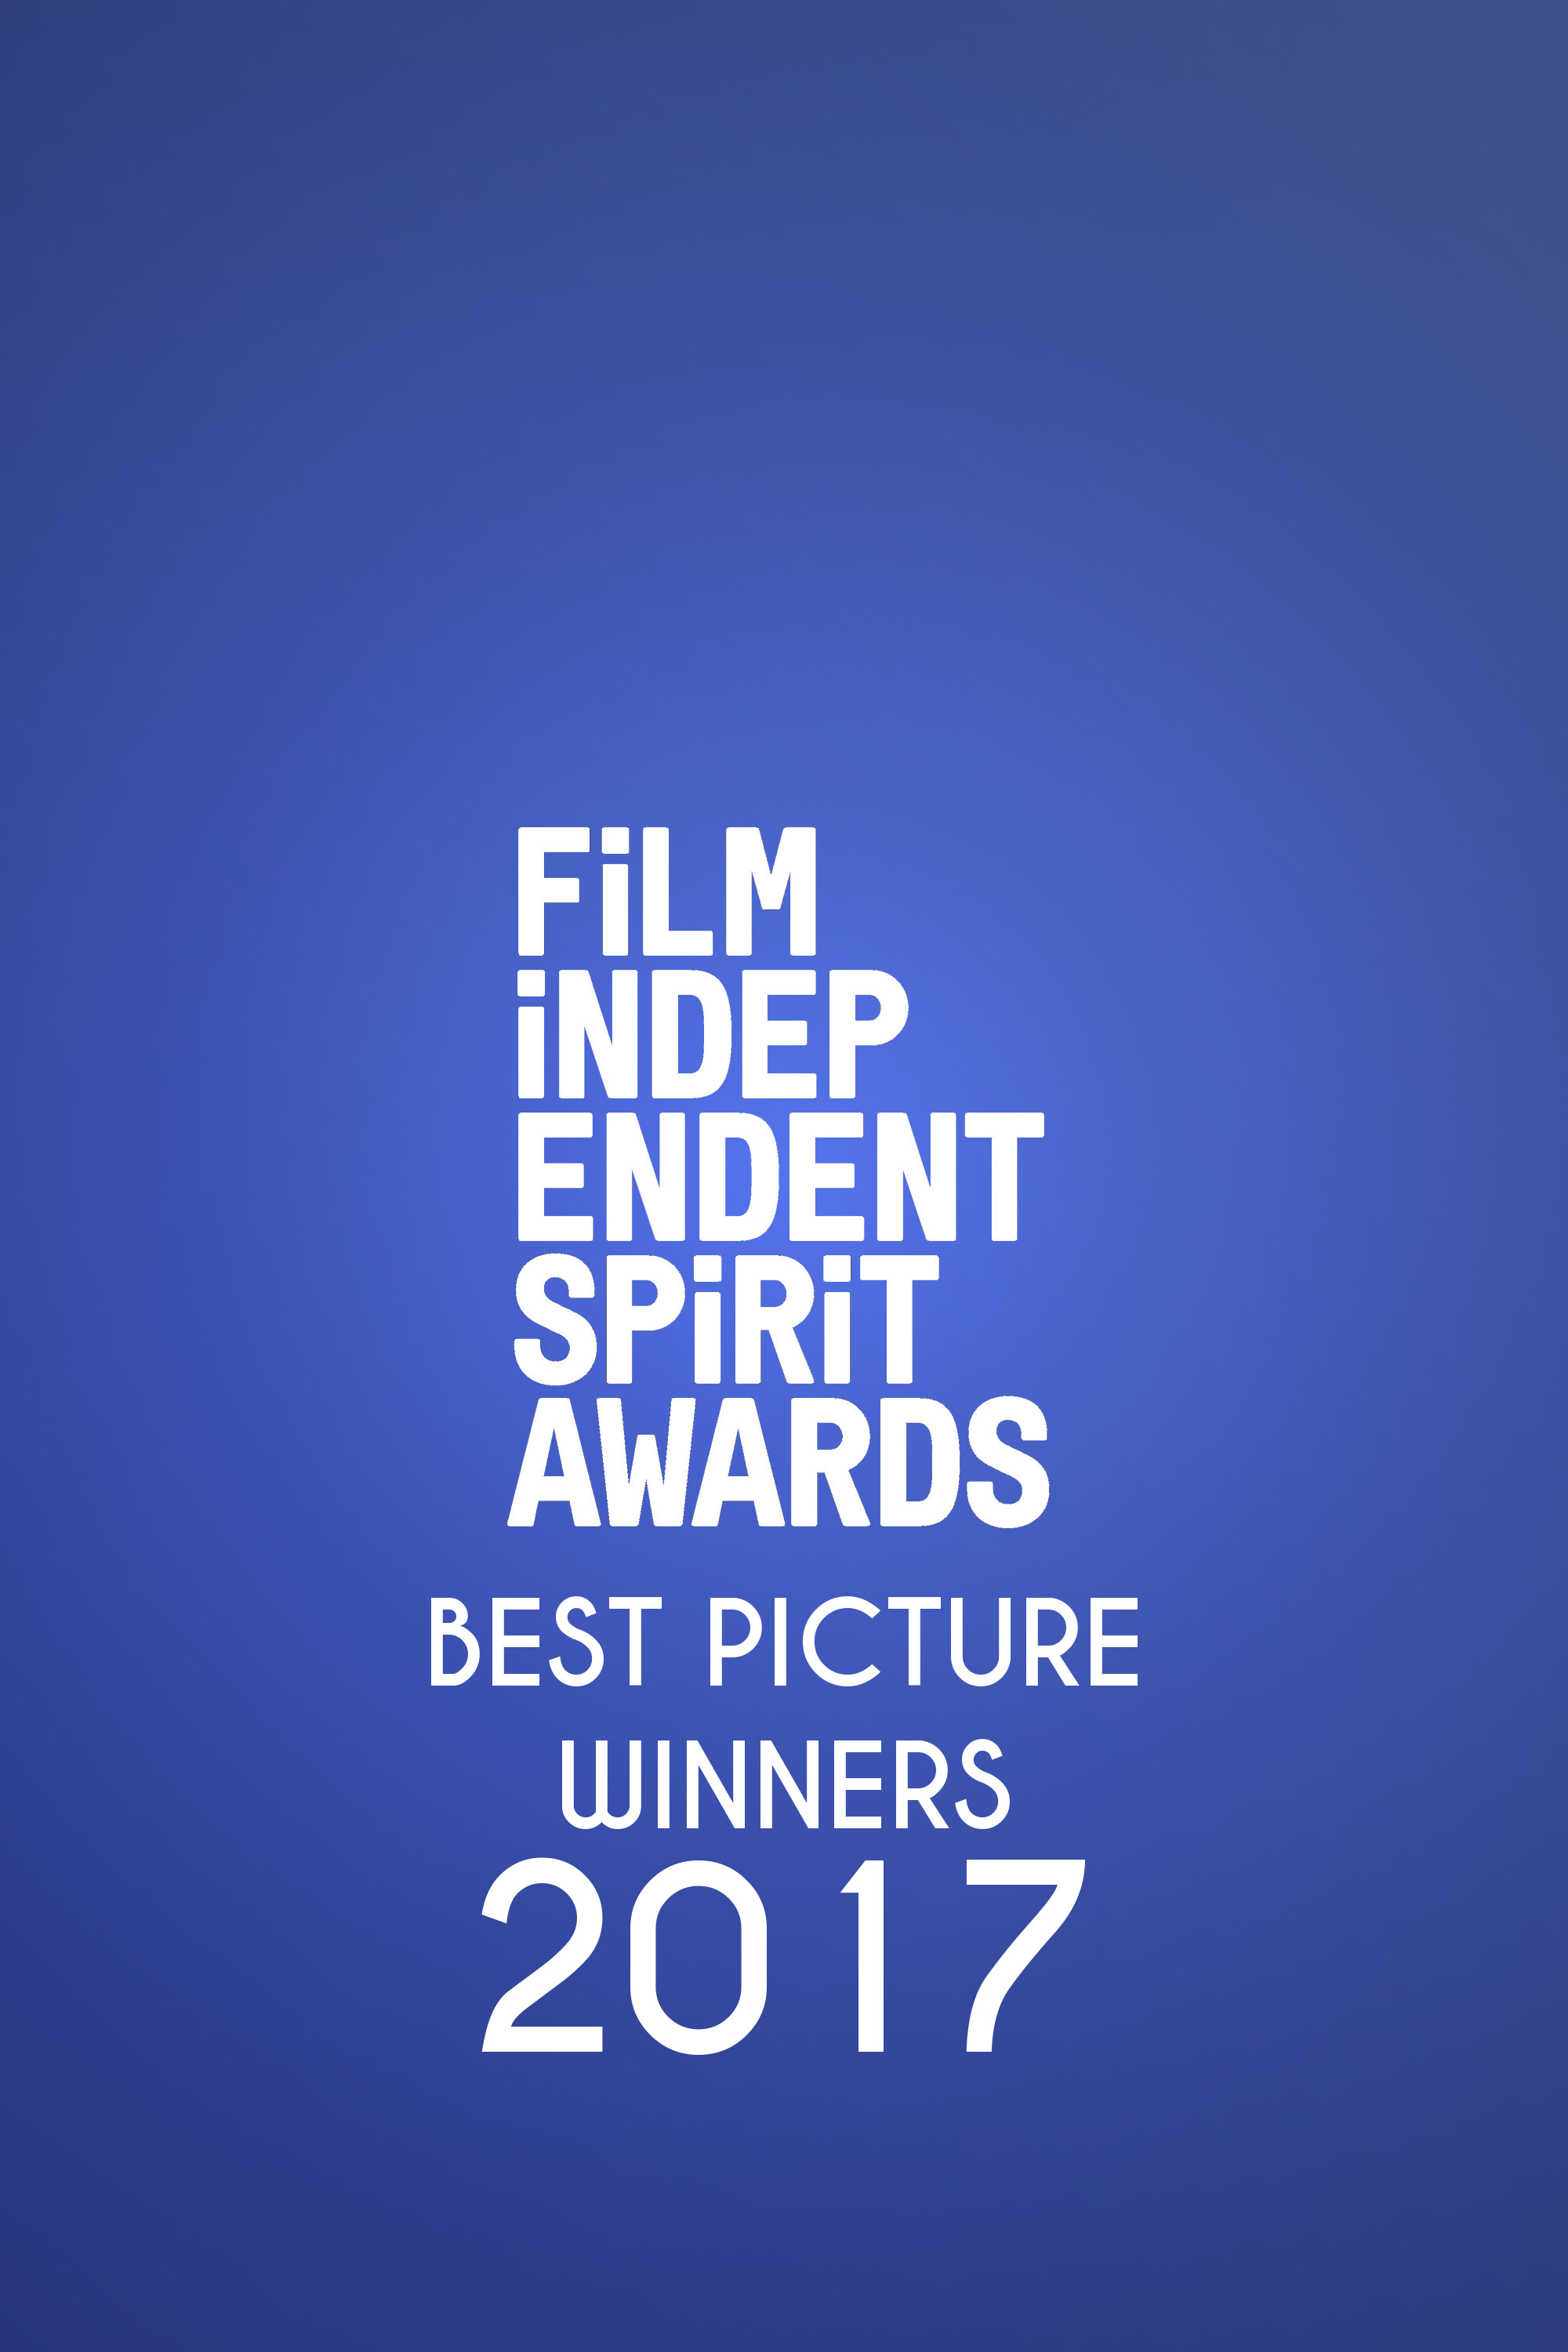 FiLM
iNDEP
ENDENT
SPiRiT
AWARDS
BEST PICTURE
WINNERS
2017